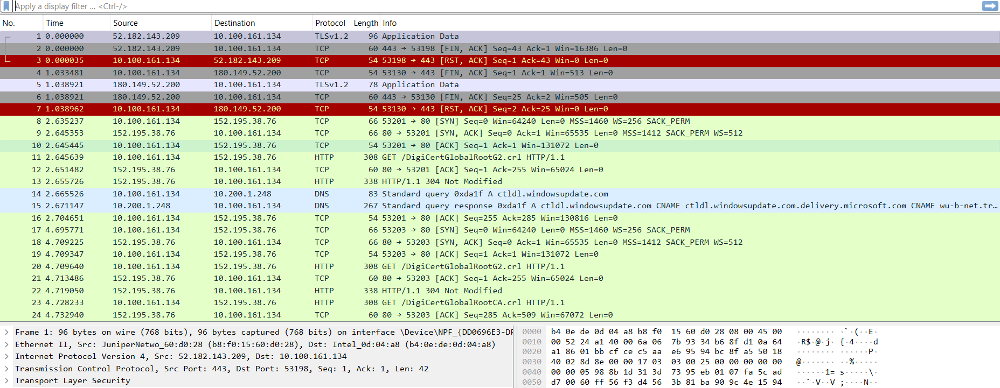 Apply a display filter ... <Ctrl-/>
No. Time Source Destination Protocol Length Info
1 0.000000 52.182.143.209 10.100.161.134 TLSv1.2 96 Application Data
2 0.000000 52.182.143.209 10.100.161.134 TCP 60 443 → 53198 [FIN, ACK] Seq=43 Ack=1 Win=16386 Len=0
3 0.000035 10.100.161.134 52.182.143.209 TCP 54 53198 → 443 [RST, ACK] Seq=1 Ack=43 Win=0 Len=0
4 1.033481 10.100.161.134 180.149.52.200 TCP 54 53130 → 443 [FIN, ACK] Seq=1 Ack=1 Win=513 Len=0
5 1.038921 180.149.52.200 10.100.161.134 TLSv1.2 78 Application Data
6 1.038921 180.149.52.200 10.100.161.134 TCP 60 443 → 53130 [FIN, ACK] Seq=25 Ack=2 Win=505 Len=0
7 1.038962 10.100.161.134 180.149.52.200 TCP 54 53130 → 443 [RST, ACK] Seq=2 Ack=25 Win=0 Len=0
8 2.635237 10.100.161.134 152.195.38.76 TCP 66 53201 → 80 [SYN] Seq=0 Win=64240 Len=0 MSS=1460 WS=256 SACK_PERM
9 2.645353 152.195.38.76 10.100.161.134 TCP 66 80 → 53201 [SYN, ACK] Seq=0 Ack=1 Win=65535 Len=0 MSS=1412 SACK_PERM WS=512
10 2.645445 10.100.161.134 152.195.38.76 TCP 54 53201 → 80 [ACK] Seq=1 Ack=1 Win=131072 Len=0
11 2.645639 10.100.161.134 152.195.38.76 HTTP 308 GET /DigiCertGlobalRootG2.crl HTTP/1.1
12 2.651482 152.195.38.76 10.100.161.134 TCP 60 80 → 53201 [ACK] Seq=1 Ack=255 Win=65024 Len=0
13 2.655726 152.195.38.76 10.100.161.134 HTTP 338 HTTP/1.1 304 Not Modified
14 2.665526 10.100.161.134 10.200.1.248 DNS 83 Standard query 0xda1f A ctldl.windowsupdate.com
15 2.671147 10.200.1.248 10.100.161.134 DNS 267 Standard query response 0xda1f A ctldl.windowsupdate.com CNAME ctldl.windowsupdate.com.delivery.microsoft.com CNAME wu-b-net.tr…
16 2.704651 10.100.161.134 152.195.38.76 TCP 54 53201 → 80 [ACK] Seq=255 Ack=285 Win=130816 Len=0
17 4.695771 10.100.161.134 152.195.38.76 TCP 66 53203 → 80 [SYN] Seq=0 Win=64240 Len=0 MSS=1460 WS=256 SACK_PERM
18 4.709225 152.195.38.76 10.100.161.134 TCP 66 80 → 53203 [SYN, ACK] Seq=0 Ack=1 Win=65535 Len=0 MSS=1412 SACK_PERM WS=512
19 4.709347 10.100.161.134 152.195.38.76 TCP 54 53203 → 80 [ACK] Seq=1 Ack=1 Win=131072 Len=0
20 4.709640 10.100.161.134 152.195.38.76 HTTP 308 GET /DigiCertGlobalRootG2.crl HTTP/1.1
21 4.713486 152.195.38.76 10.100.161.134 TCP 60 80 → 53203 [ACK] Seq=1 Ack=255 Win=65024 Len=0
22 4.719050 152.195.38.76 10.100.161.134 HTTP 338 HTTP/1.1 304 Not Modified
23 4.728233 10.100.161.134 152.195.38.76 HTTP 308 GET /DigiCertGlobalRootCA.crl HTTP/1.1
24 4.732940 152.195.38.76 10.100.161.134 TCP 60 80 → 53203 [ACK] Seq=285 Ack=509 Win=67072 Len=0
Frame 1: 96 bytes on wire (768 bits), 96 bytes captured (768 bits) on interface \Device\NPF_{DD0696E3-DF
Ethernet II, Src: JuniperNetwo_60:d0:28 (b8:f0:15:60:d0:28), Dst: Intel_0d:04:a8 (b4:0e:de:0d:04:a8)
Internet Protocol Version 4, Src: 52.182.143.209, Dst: 10.100.161.134
Transmission Control Protocol, Src Port: 443, Dst Port: 53198, Seq: 1, Ack: 1, Len: 42
Transport Layer Security
0000 b4 0e de 0d 04 a8 b8 f0 15 60 d0 28 08 00 45 00 ········ ·`·(··E·
0010 00 52 24 a1 40 00 6a 06 7b 93 34 b6 8f d1 0a 64 ·R$·@·j· {·4····d
0020 a1 86 01 bb cf ce c5 aa e6 95 94 bc 8f a5 50 18 ········ ······P·
0030 40 02 8d 8e 00 00 17 03 03 00 25 00 00 00 00 00 @······· ··%·····
0040 00 00 05 98 8b 1d 31 3d 73 95 eb 01 07 fa 5c ad ······1= s·····\·
0050 d7 00 60 ff 56 f3 d4 56 3b 81 ba 90 9c 4e 15 94 ··`·V··V ;····N··